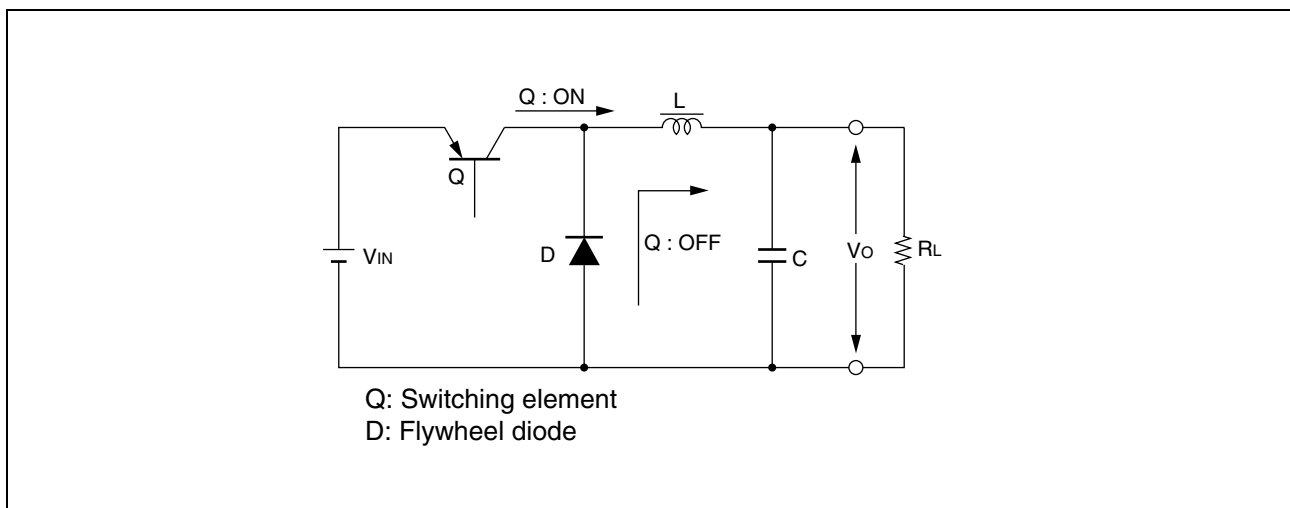 Q : ON
L
Q
VIN
D
Q : OFF
C
VO
RL
Q: Switching element
D: Flywheel diode